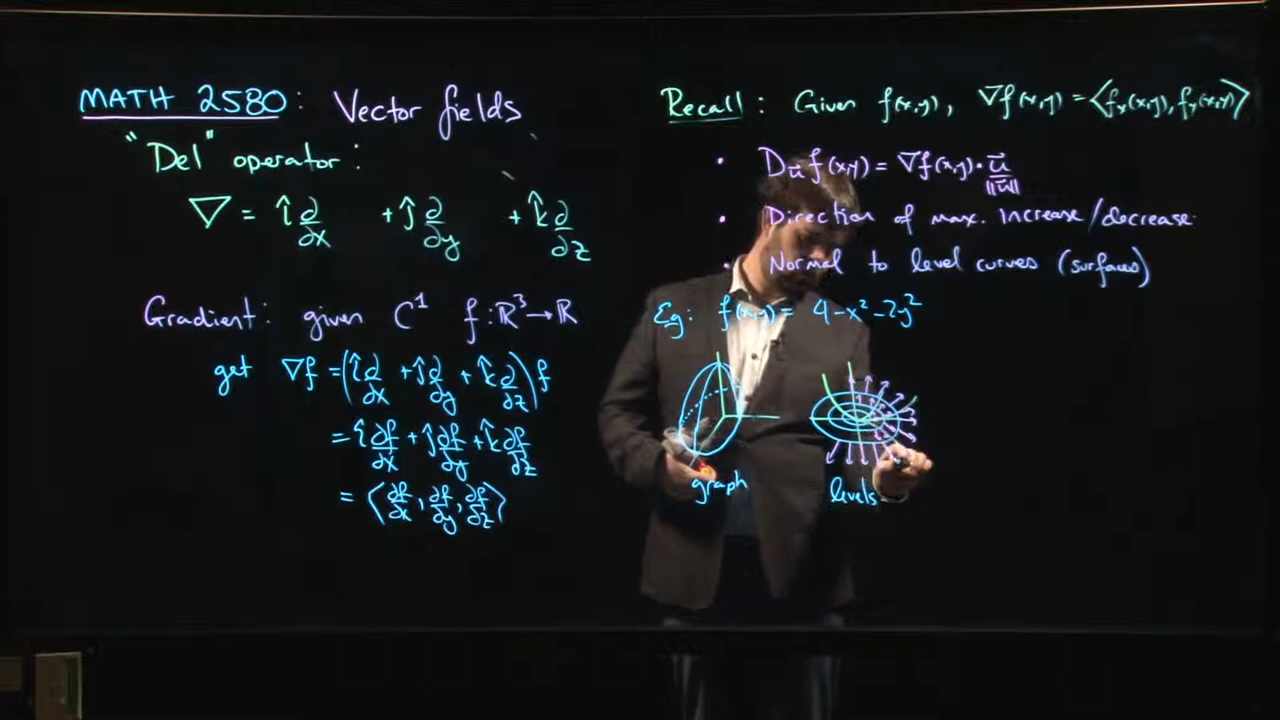 MATH 2580: Vector fields
"Del" operator:
∇ = î ∂/∂x + ĵ ∂/∂y + k̂ ∂/∂z
Gradient: given C¹ f: ℝ³→ℝ
get ∇f = (î ∂/∂x + ĵ ∂/∂y + k̂ ∂/∂z) f
= î ∂f/∂x + ĵ ∂f/∂y + k̂ ∂f/∂z
= ⟨∂f/∂x, ∂f/∂y, ∂f/∂z⟩
Recall: Given f(x,y), ∇f(x,y) = ⟨fx(x,y), fy(x,y)⟩
• Dū f(x,y) = ∇f(x,y)· ū/||ū||
• Direction of max. increase/decrease.
• Normal to level curves (surfaces)
Eg: f(x,y) = 4-x²-2y²
graph levels